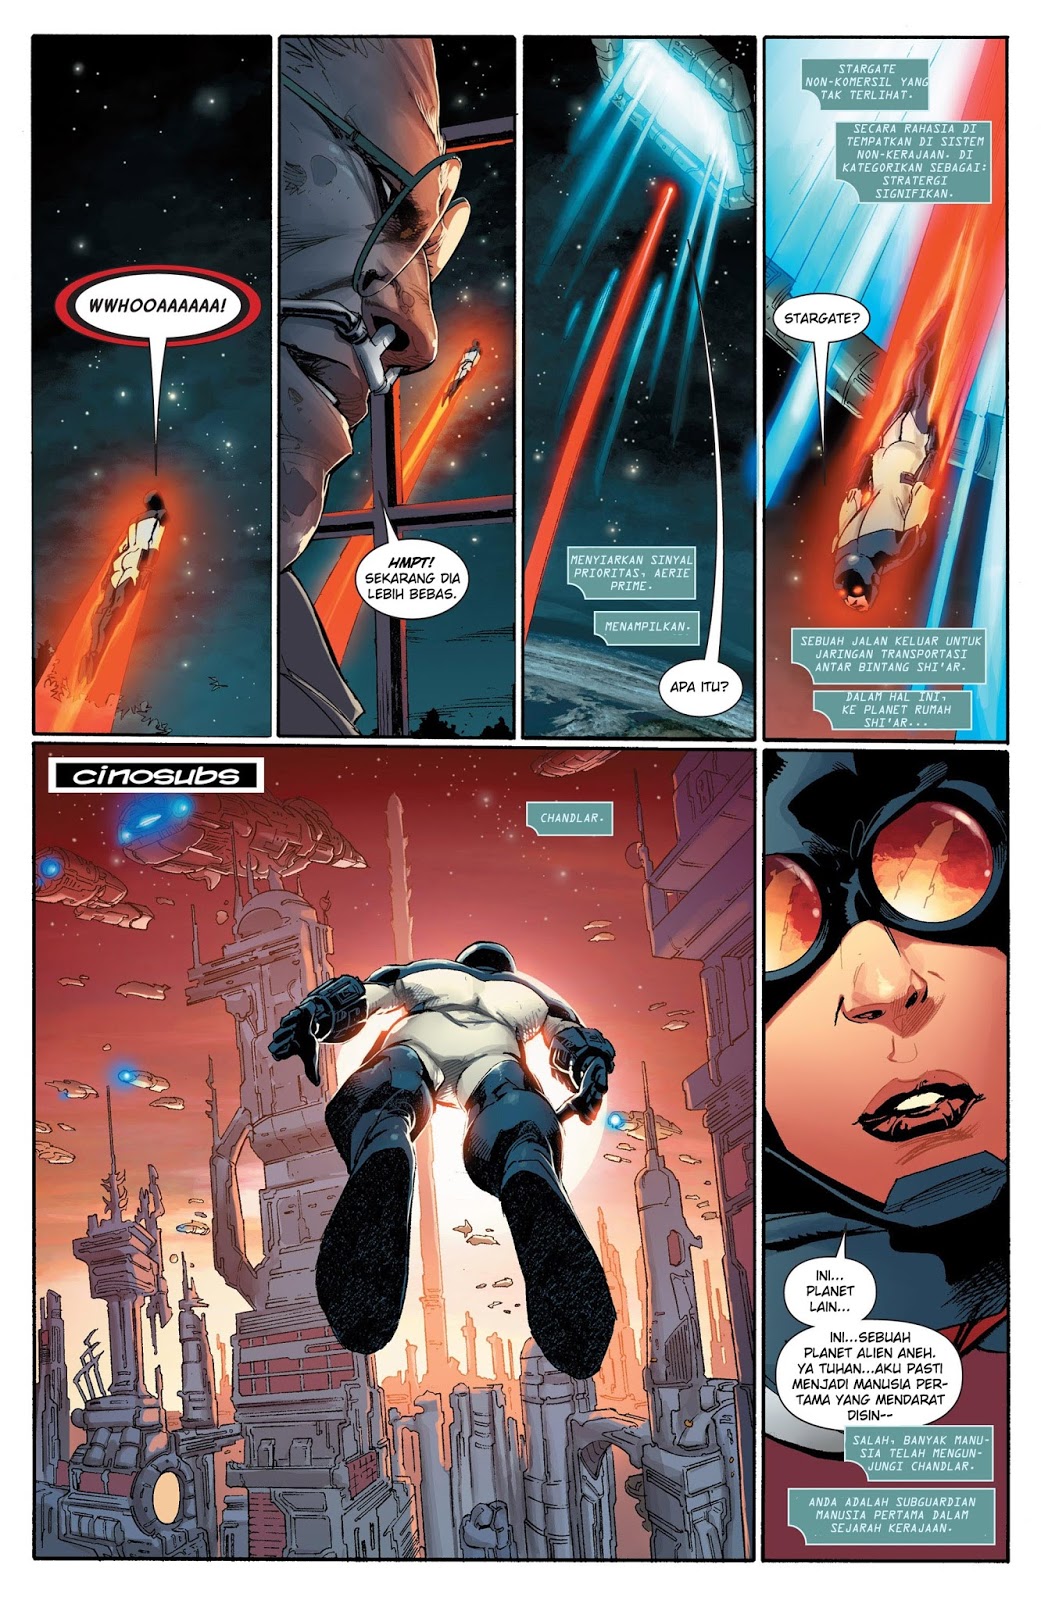 WWHOOAAAAAA!
HMPT!
SEKARANG DIA
LEBIH BEBAS.
MENYIARKAN SINYAL
PRIORITAS, AERIE
PRIME.
MENAMPILKAN.
APA ITU?
STARGATE
NON-KOMERSIL YANG
TAK TERLIHAT.
SECARA RAHASIA DI
TEMPATKAN DI SISTEM
NON-KERAJAAN. DI
KATEGORIKAN SEBAGAI:
STRATERGI
SIGNIFIKAN.
STARGATE?
SEBUAH JALAN KELUAR UNTUK
JARINGAN TRANSPORTASI
ANTAR BINTANG SHI'AR.
DALAM HAL INI,
KE PLANET RUMAH
SHI'AR...
cinosubs
CHANDLAR.
INI...
PLANET
LAIN...
INI...SEBUAH
PLANET ALIEN ANEH.
YA TUHAN...AKU PASTI
MENJADI MANUSIA PER-
TAMA YANG MENDARAT
DISIN--
SALAH, BANYAK MANU-
SIA TELAH MENGUN-
JUNGI CHANDLAR.
ANDA ADALAH SUBGUARDIAN
MANUSIA PERTAMA DALAM
SEJARAH KERAJAAN.